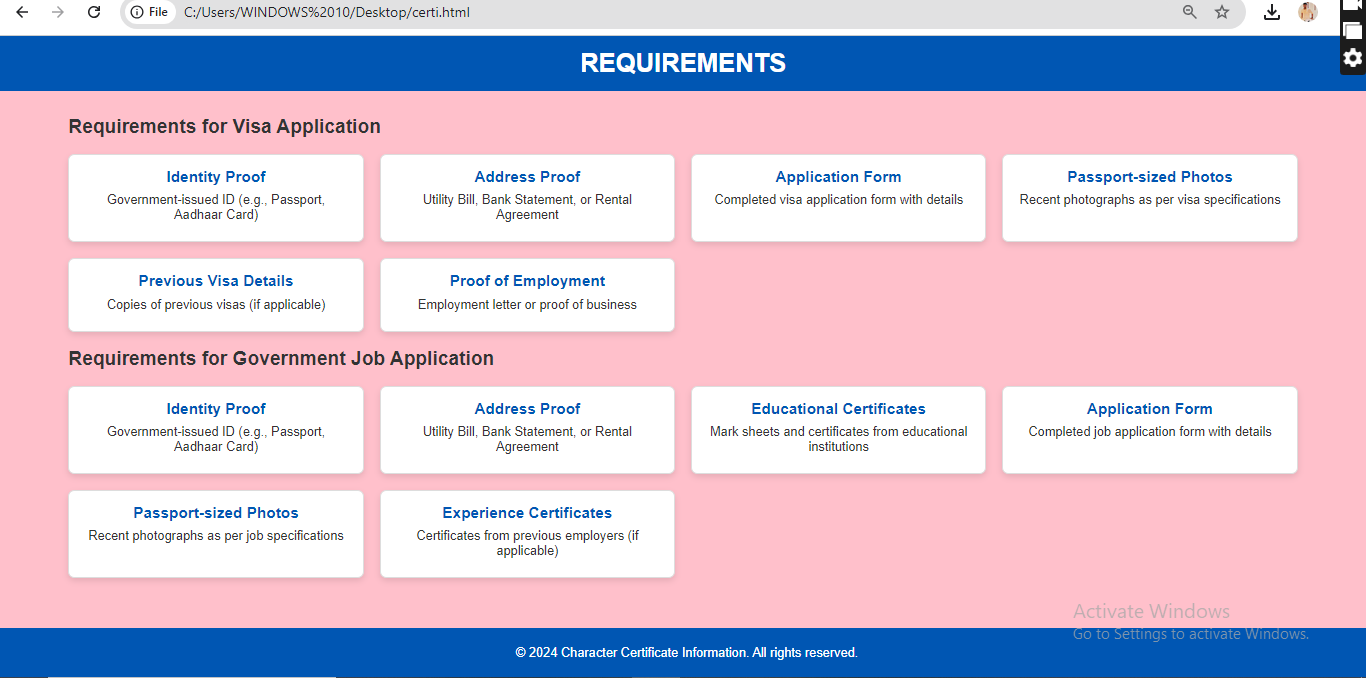 File C:/Users/WINDOWS%2010/Desktop/certi.html
REQUIREMENTS
Requirements for Visa Application
Identity Proof
Government-issued ID (e.g., Passport,
Aadhaar Card)
Address Proof
Utility Bill, Bank Statement, or Rental
Agreement
Application Form
Completed visa application form with details
Passport-sized Photos
Recent photographs as per visa specifications
Previous Visa Details
Copies of previous visas (if applicable)
Proof of Employment
Employment letter or proof of business
Requirements for Government Job Application
Identity Proof
Government-issued ID (e.g., Passport,
Aadhaar Card)
Address Proof
Utility Bill, Bank Statement, or Rental
Agreement
Educational Certificates
Mark sheets and certificates from educational
institutions
Application Form
Completed job application form with details
Passport-sized Photos
Recent photographs as per job specifications
Experience Certificates
Certificates from previous employers (if
applicable)
Activate Windows
Go to Settings to activate Windows.
© 2024 Character Certificate Information. All rights reserved.